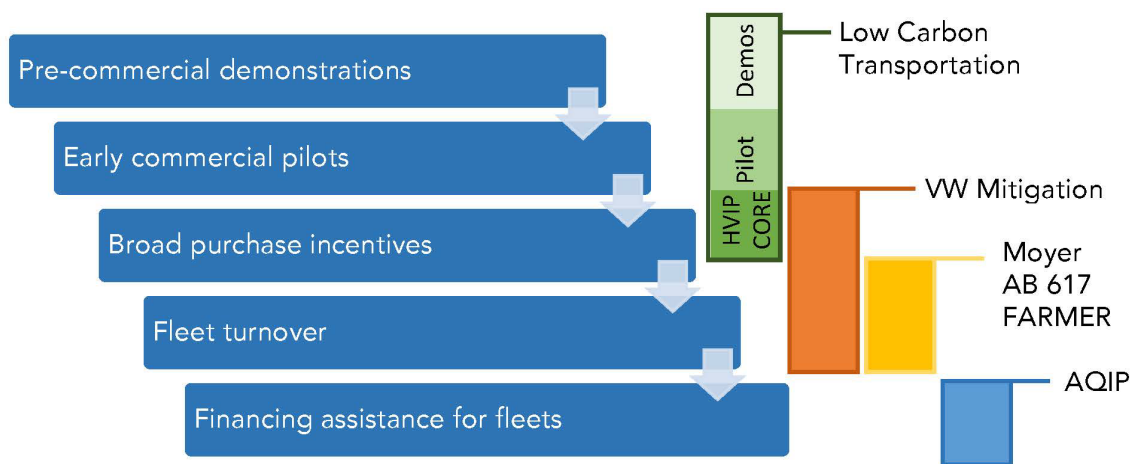 Pre-commercial demonstrations
Early commercial pilots
Broad purchase incentives
Fleet turnover
Financing assistance for fleets
Demos
Pilot
HVIP
CORE
Low Carbon
Transportation
VW Mitigation
Moyer
AB 617
FARMER
AQIP